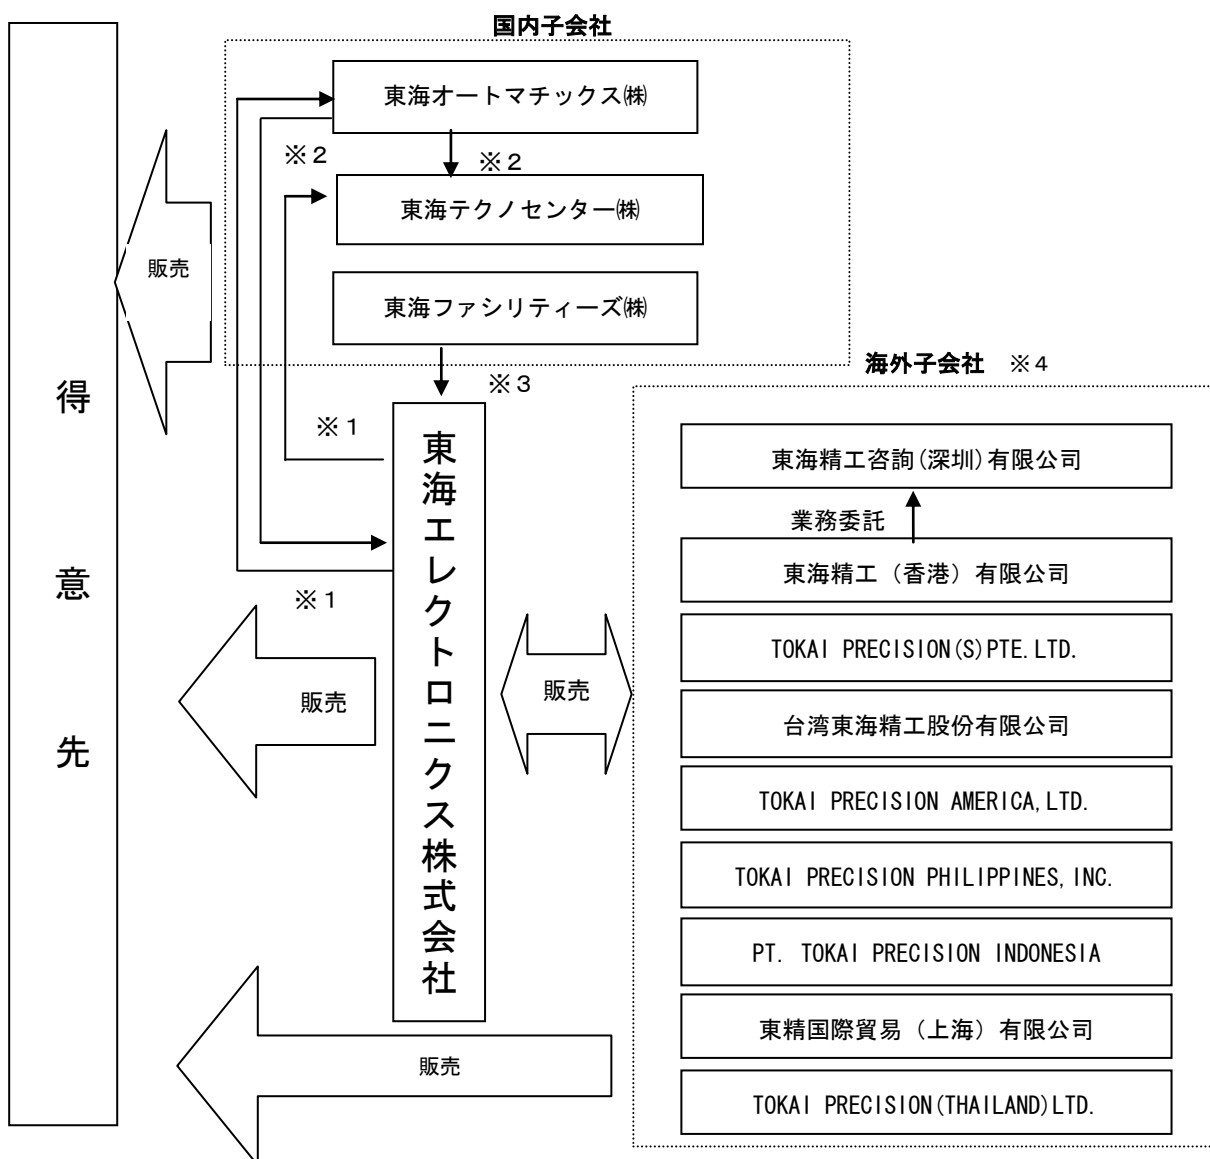 国内子会社
東海オートマチックス㈱
※2
※2
東海テクノセンター㈱
販売
東海ファシリティーズ㈱
海外子会社 ※4
※3
得意先
※1
東海エレクトロニクス株式会社
東海精工咨詢(深圳)有限公司
業務委託
東海精工（香港）有限公司
※1
TOKAI PRECISION(S)PTE.LTD.
販売
販売
台湾東海精工股份有限公司
TOKAI PRECISION AMERICA,LTD.
TOKAI PRECISION PHILIPPINES,INC.
PT. TOKAI PRECISION INDONESIA
東精国際貿易（上海）有限公司
販売
TOKAI PRECISION(THAILAND)LTD.